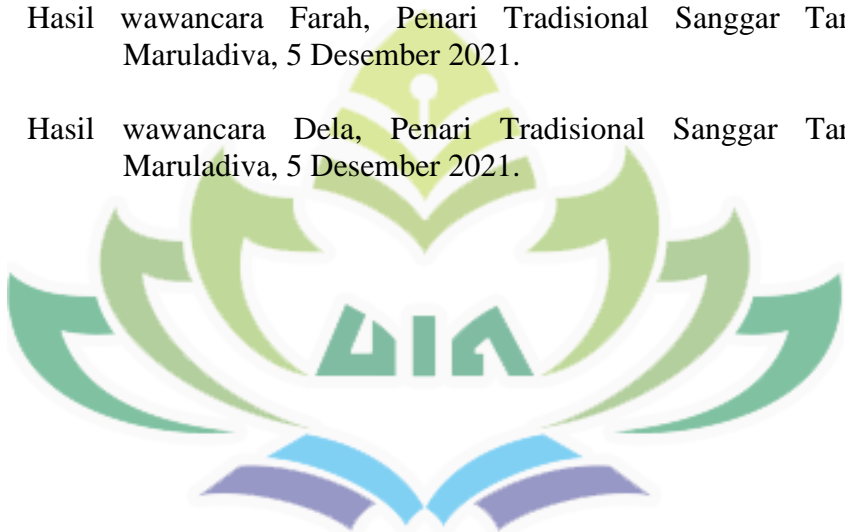 Hasil wawancara Farah, Penari Tradisional Sanggar
Maruladiva, 5 Desember 2021.
Hasil wawancara Dela, Penari Tradisional Sanggar
Maruladiva, 5 Desember 2021.